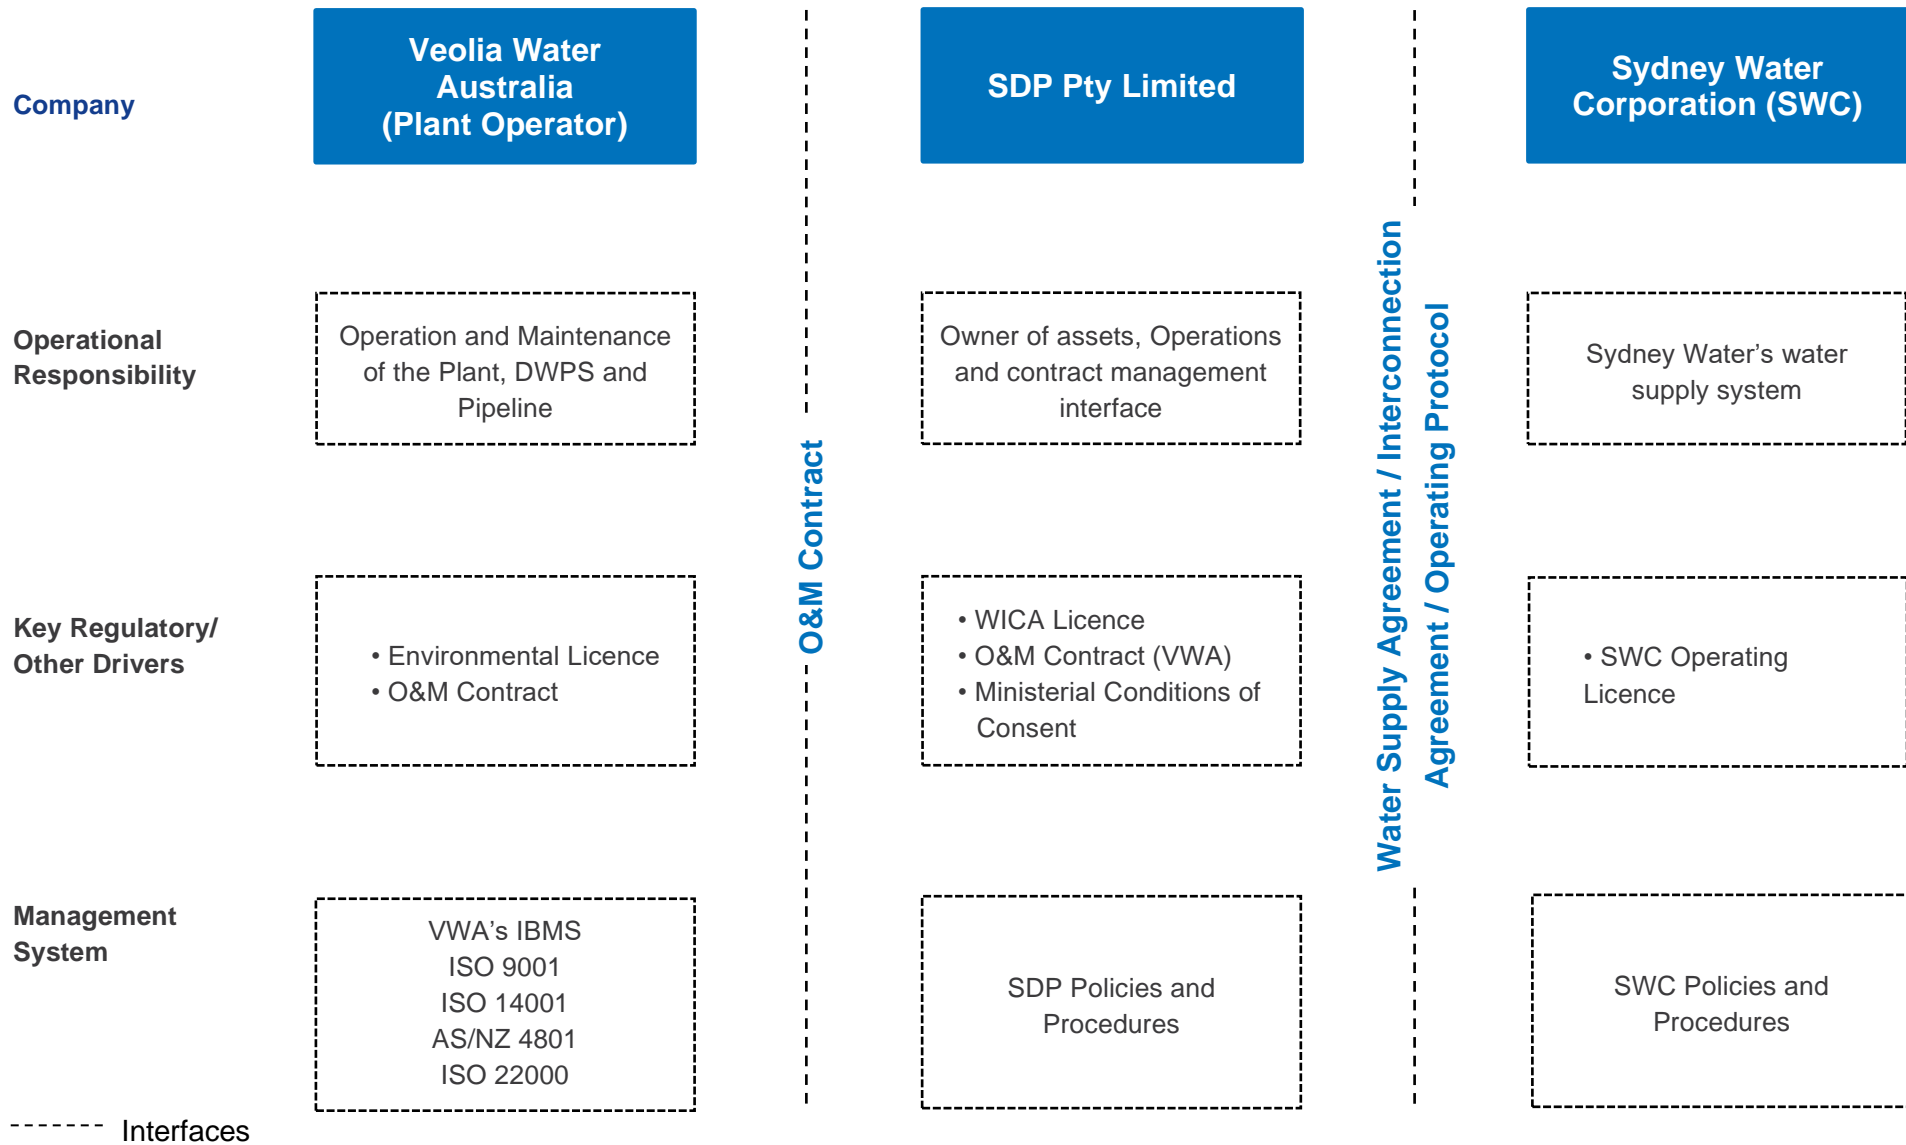 Company
Veolia Water
Australia
(Plant Operator)
SDP Pty Limited
Sydney Water
Corporation (SWC)
Operational
Responsibility
Operation and Maintenance
of the Plant, DWPS and
Pipeline
Owner of assets, Operations
and contract management
interface
Sydney Water’s water
supply system
O&M Contract
Water Supply Agreement / Interconnection
Agreement / Operating Protocol
Key Regulatory/
Other Drivers
• Environmental Licence
• O&M Contract
• WICA Licence
• O&M Contract (VWA)
• Ministerial Conditions of
Consent
• SWC Operating
Licence
Management
System
VWA’s IBMS
ISO 9001
ISO 14001
AS/NZ 4801
ISO 22000
SDP Policies and
Procedures
SWC Policies and
Procedures
Interfaces